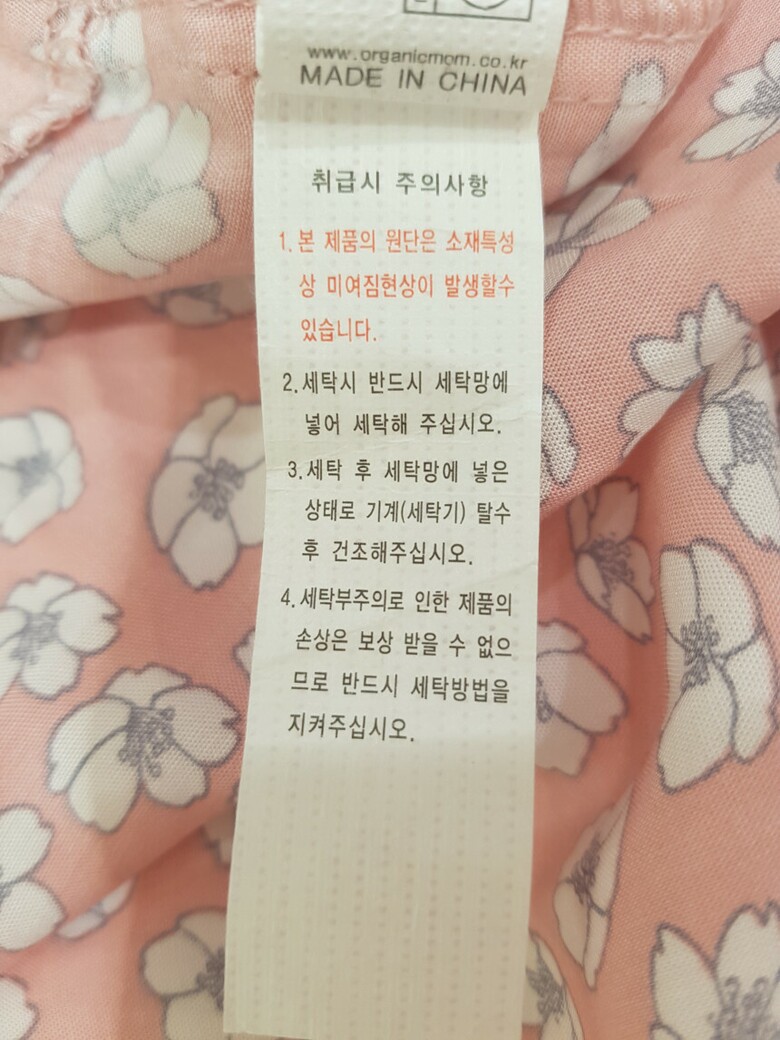 www.organicmom.co.kr
MADE IN CHINA
취급시 주의사항
1. 본 제품의 원단은 소재특성
상 미여짐현상이 발생할수
있습니다.
2. 세탁시 반드시 세탁망에
넣어 세탁해 주십시오.
3. 세탁 후 세탁망에 넣은
상태로 기계(세탁기) 탈수
후 건조해주십시오.
4. 세탁부주의로 인한 제품의
손상은 보상 받을 수 없으
므로 반드시 세탁방법을
지켜주십시오.